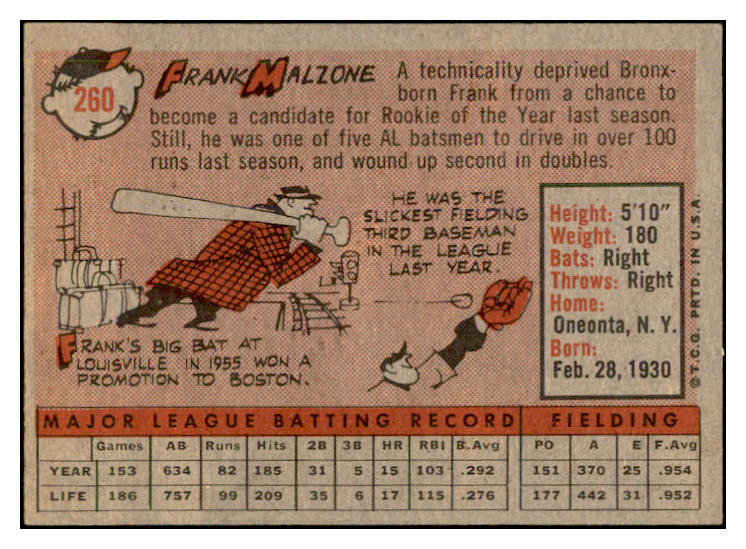 260
FRANK MALZONE A technicality deprived Bronx-
born Frank from a chance to
become a candidate for Rookie of the Year last season.
Still, he was one of five AL batsmen to drive in over 100
runs last season, and wound up second in doubles.
HE WAS THE
SLICKEST FIELDING
THIRD BASEMAN
IN THE LEAGUE
LAST YEAR.
FRANK'S BIG BAT AT
LOUISVILLE IN 1955 WON A
PROMOTION TO BOSTON.
Height: 5'10"
Weight: 180
Bats: Right
Throws: Right
Home:
Oneonta, N. Y.
Born:
Feb. 28, 1930
© T.C.G. PRTD. IN U.S.A.
MAJOR LEAGUE BATTING RECORD FIELDING
Games AB Runs Hits 2B 3B HR RBI B.Avg PO A E F.Avg
YEAR 153 634 82 185 31 5 15 103 .292 151 370 25 .954
LIFE 186 757 99 209 35 6 17 115 .276 177 442 31 .952